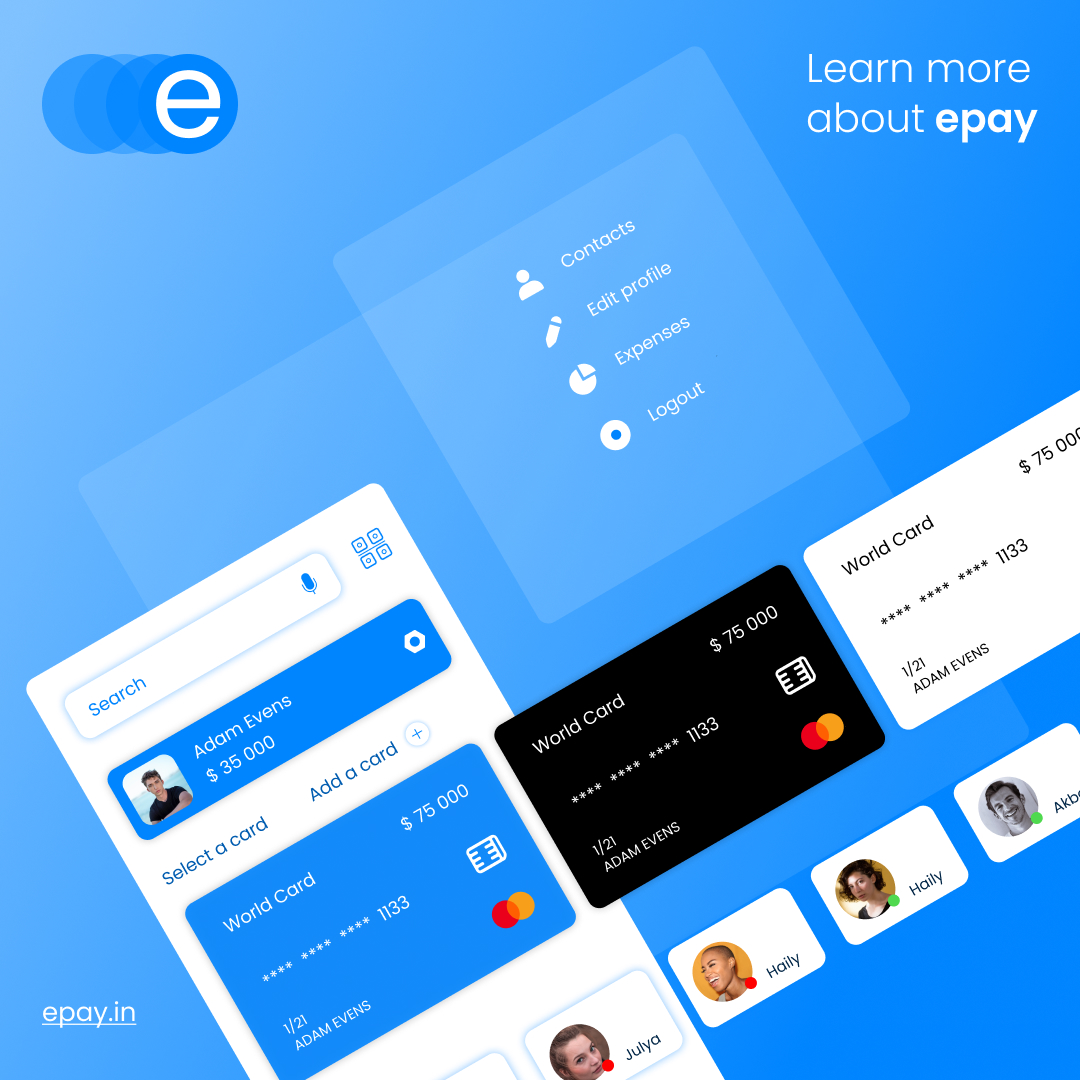 e
Learn more
about epay
Contacts
Edit profile
Expenses
Logout
Search
Adam Evens
$ 35 000
Select a card
Add a card
$ 75 000
World Card
**** **** **** 1133
1/21
ADAM EVENS
$ 75 000
World Card
**** **** **** 1133
1/21
ADAM EVENS
$ 75 000
World Card
**** **** **** 1133
1/21
ADAM EVENS
Julya
Haily
Haily
epay.in